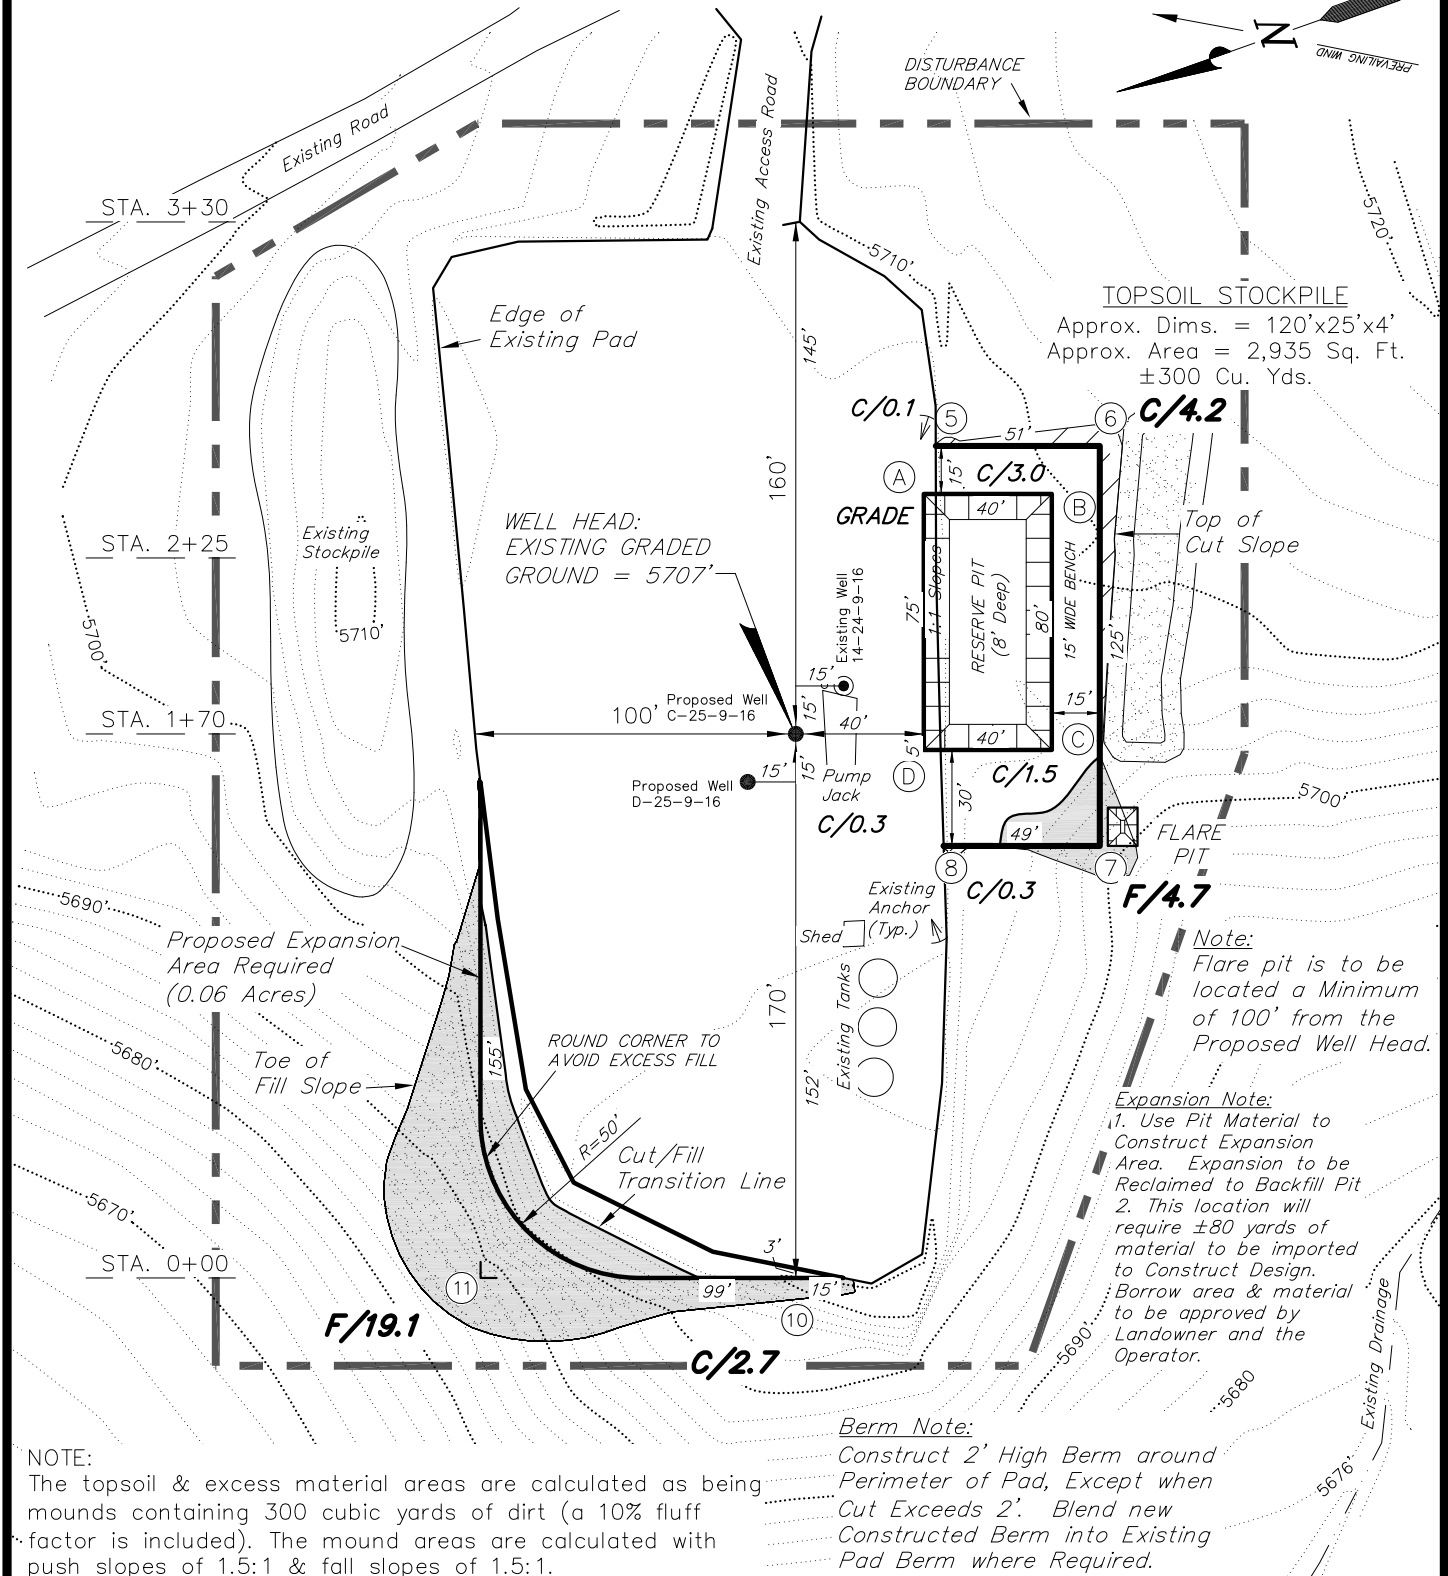 N
PREVAILING WIND
DISTURBANCE
BOUNDARY
Existing Road
Existing Access Road
STA. 3+30
5720'
5710'
TOPSOIL STOCKPILE
Approx. Dims. = 120'x25'x4'
Approx. Area = 2,935 Sq. Ft.
±300 Cu. Yds.
Edge of
Existing Pad
145'
C/0.1
5
6
C/4.2
51'
160'
15'
A
C/3.0
B
GRADE
40'
WELL HEAD:
EXISTING GRADED
GROUND = 5707'
Existing
Stockpile
STA. 2+25
Top of
Cut Slope
1:1 Slopes
RESERVE PIT
(8' Deep)
75'
80'
15' WIDE BENCH
125'
Existing Well
14-24-9-16
5710'
5700'
15'
15'
15'
STA. 1+70
100'
Proposed Well
C-25-9-16
40'
40'
C
5'
D
Proposed Well
D-25-9-16
15'
15'
Pump
Jack
C/1.5
30'
C/0.3
49'
5700'
FLARE
PIT
8
7
C/0.3
F/4.7
Existing
Anchor
(Typ.)
Shed
5690'
Proposed Expansion
Area Required
(0.06 Acres)
Note:
Flare pit is to be
located a Minimum
of 100' from the
Proposed Well Head.
Existing Tanks
170'
152'
ROUND CORNER TO
AVOID EXCESS FILL
155'
5680'
Toe of
Fill Slope
R=50'
Cut/Fill
Transition Line
Expansion Note:
1. Use Pit Material to
Construct Expansion
Area. Expansion to be
Reclaimed to Backfill Pit
2. This location will
require ±80 yards of
material to be imported
to Construct Design.
Borrow area & material
to be approved by
Landowner and the
Operator.
5670'
3'
STA. 0+00
11
99'
15'
10
F/19.1
C/2.7
5690'
5680
Existing Drainage
5676'
Berm Note:
Construct 2' High Berm around
Perimeter of Pad, Except when
Cut Exceeds 2'. Blend new
Constructed Berm into Existing
Pad Berm where Required.
NOTE:
The topsoil & excess material areas are calculated as being
mounds containing 300 cubic yards of dirt (a 10% fluff
factor is included). The mound areas are calculated with
push slopes of 1.5:1 & fall slopes of 1.5:1.